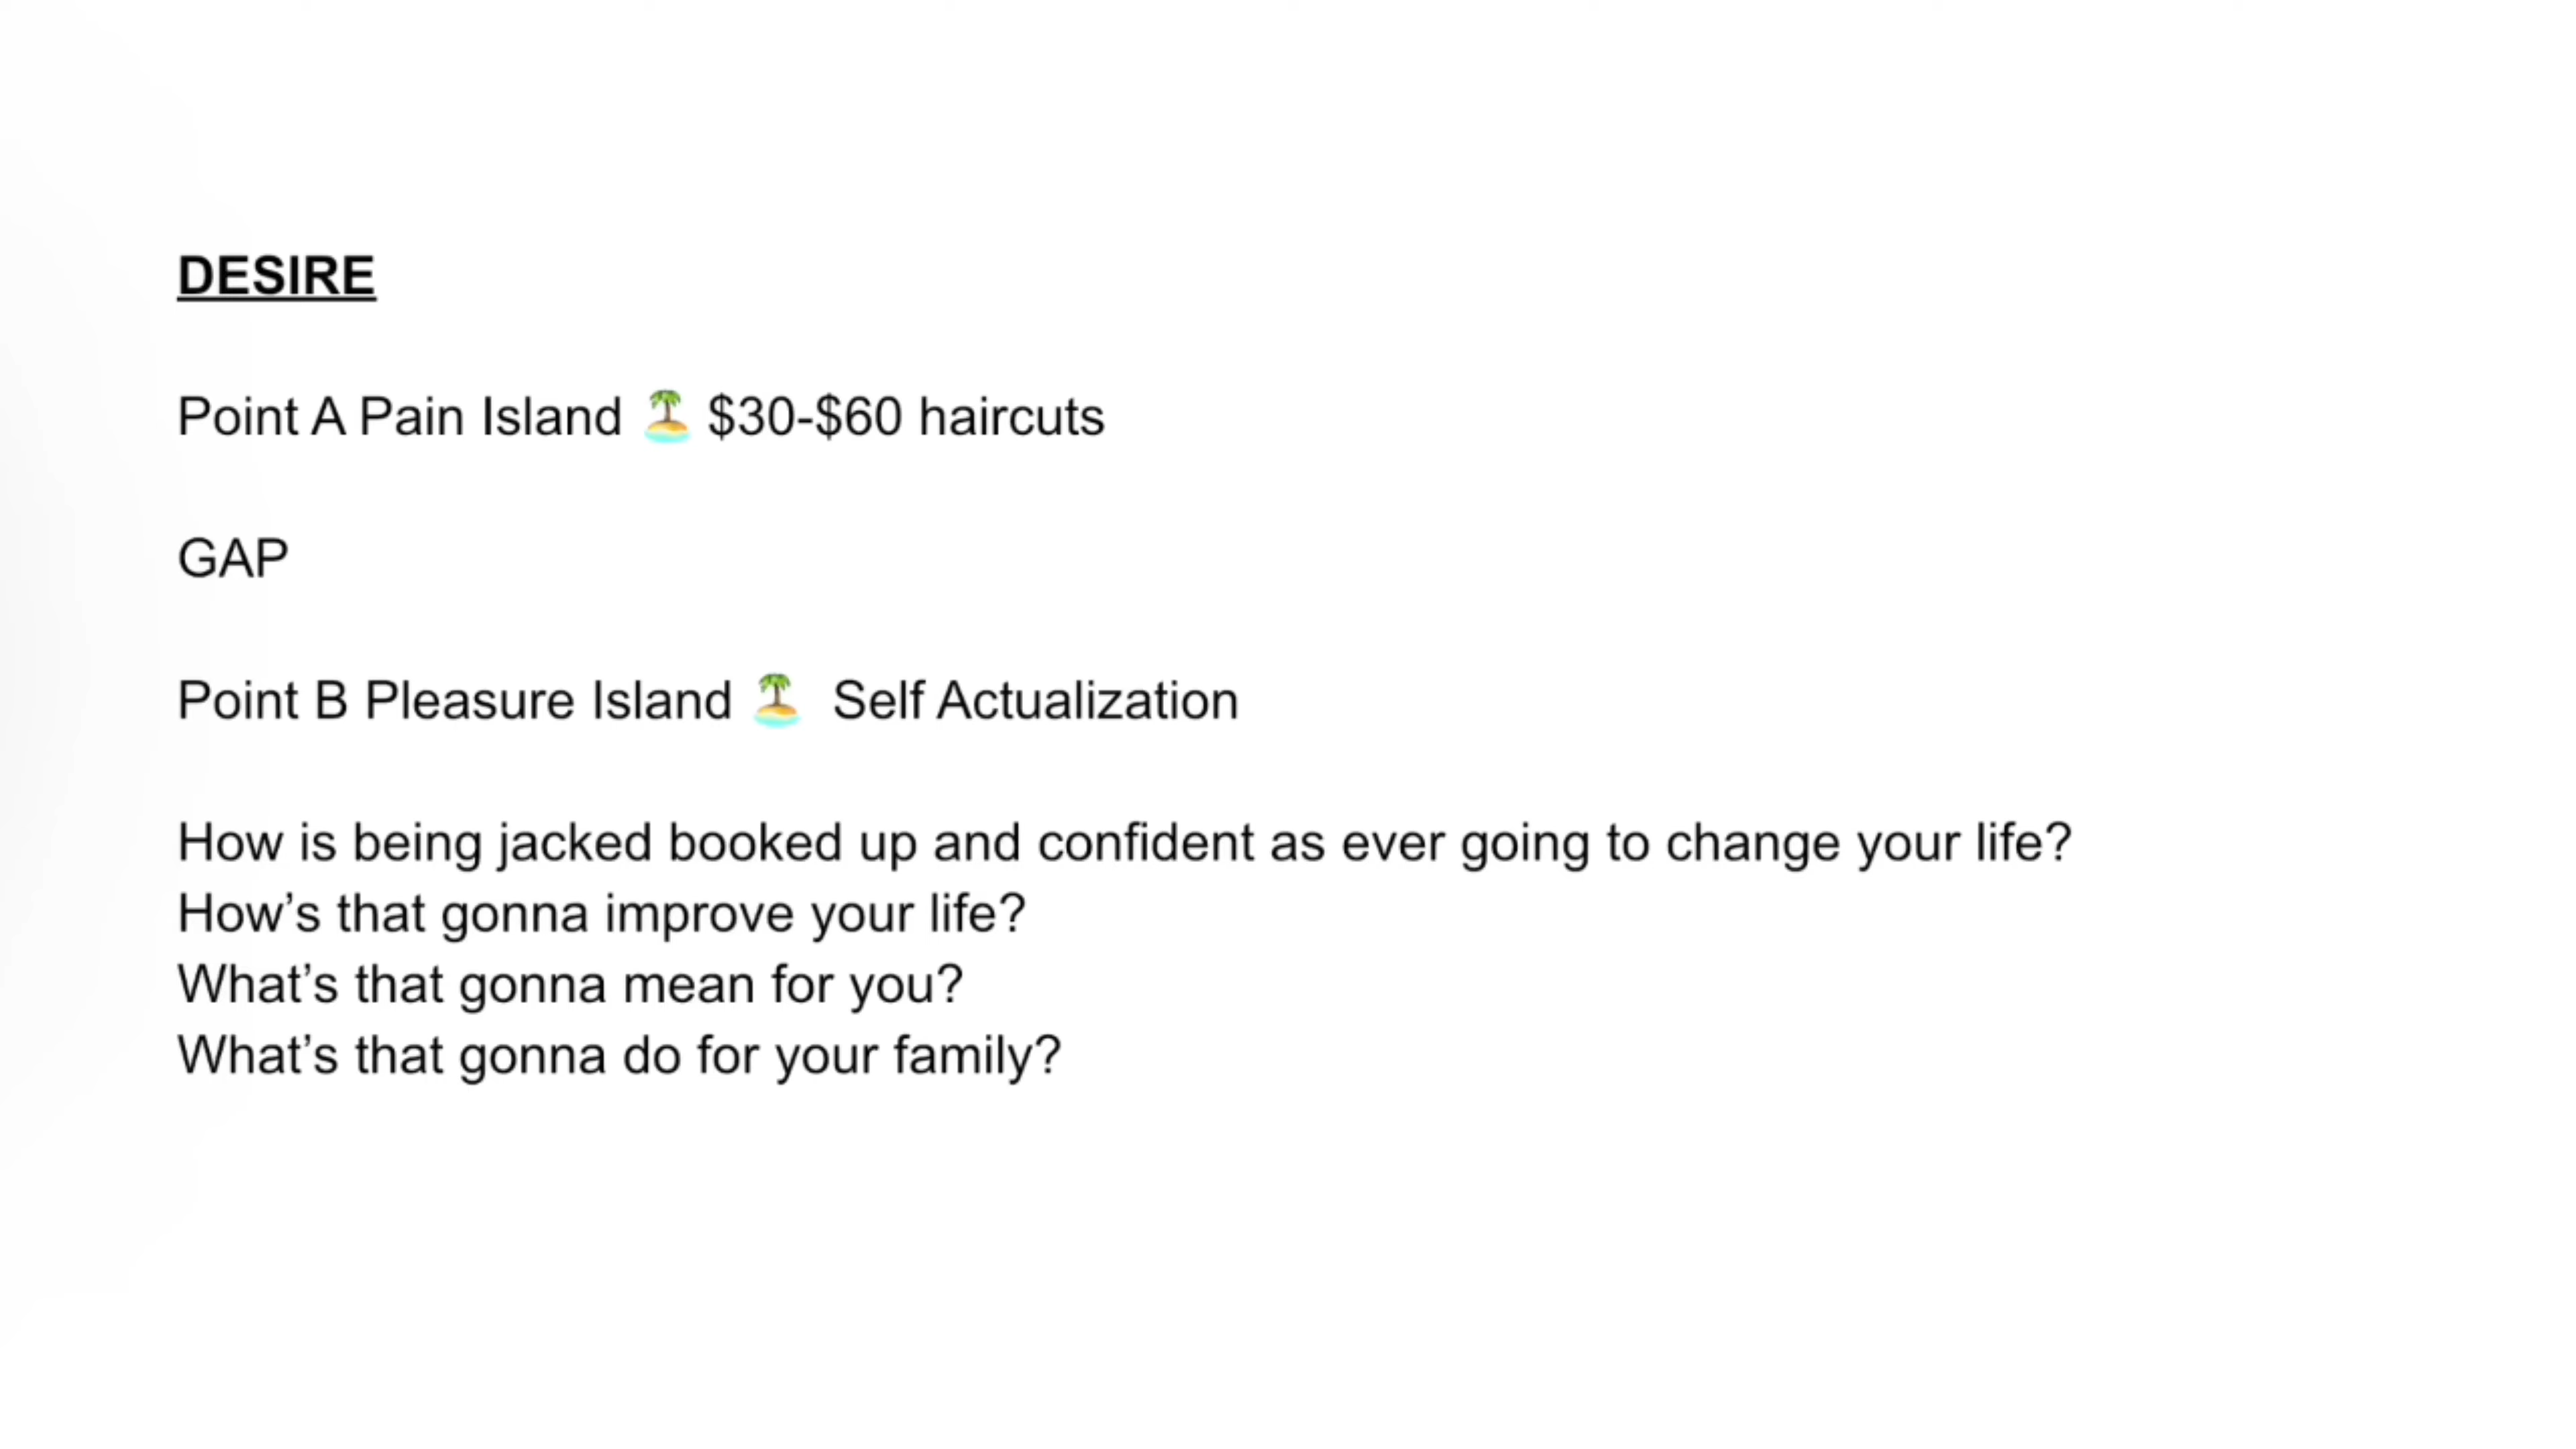 DESIRE
Point A Pain Island 🏝️ $30-$60 haircuts
GAP
Point B Pleasure Island 🏝️ Self Actualization
How is being jacked booked up and confident as ever going to change your life?
How’s that gonna improve your life?
What’s that gonna mean for you?
What’s that gonna do for your family?